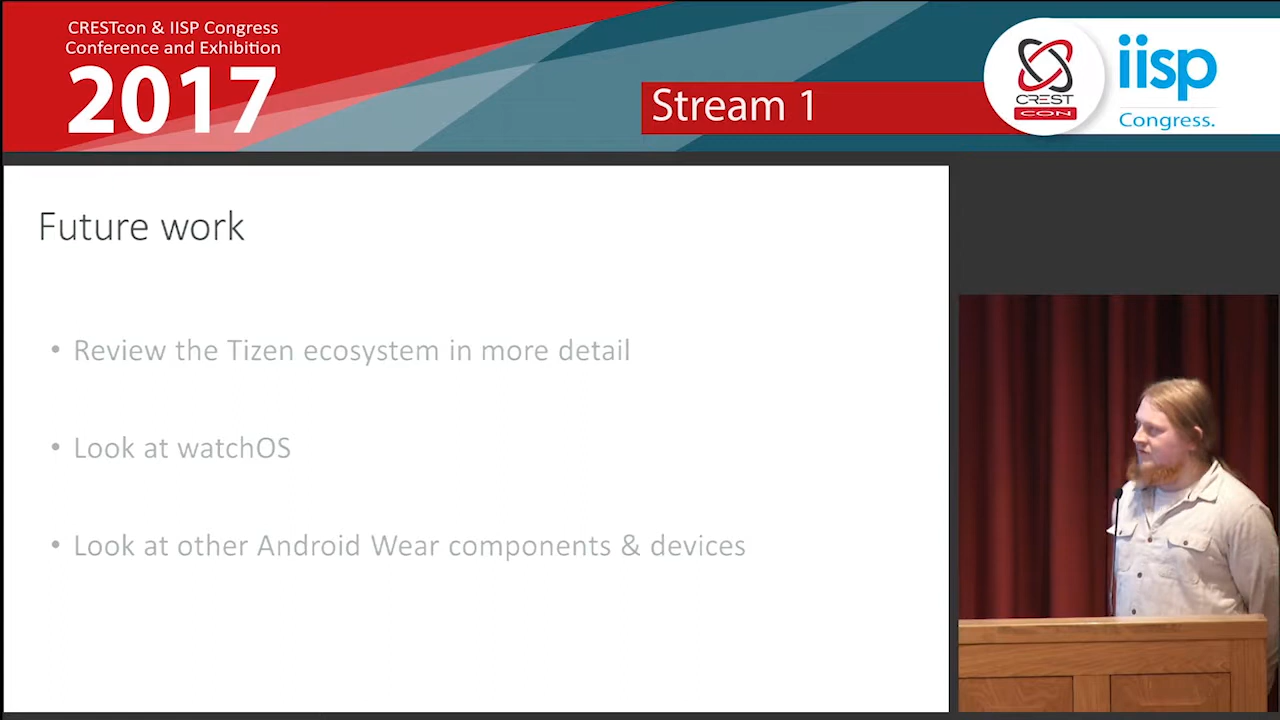 CRESTcon & IISP Congress
Conference and Exhibition
2017
Stream 1
CREST
CON
iisp
Congress.
Future work
• Review the Tizen ecosystem in more detail
• Look at watchOS
• Look at other Android Wear components & devices